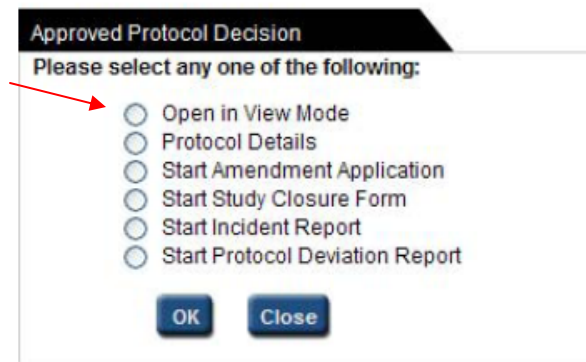 Approved Protocol Decision
Please select any one of the following:
Open in View Mode
Protocol Details
Start Amendment Application
Start Study Closure Form
Start Incident Report
Start Protocol Deviation Report
OK Close